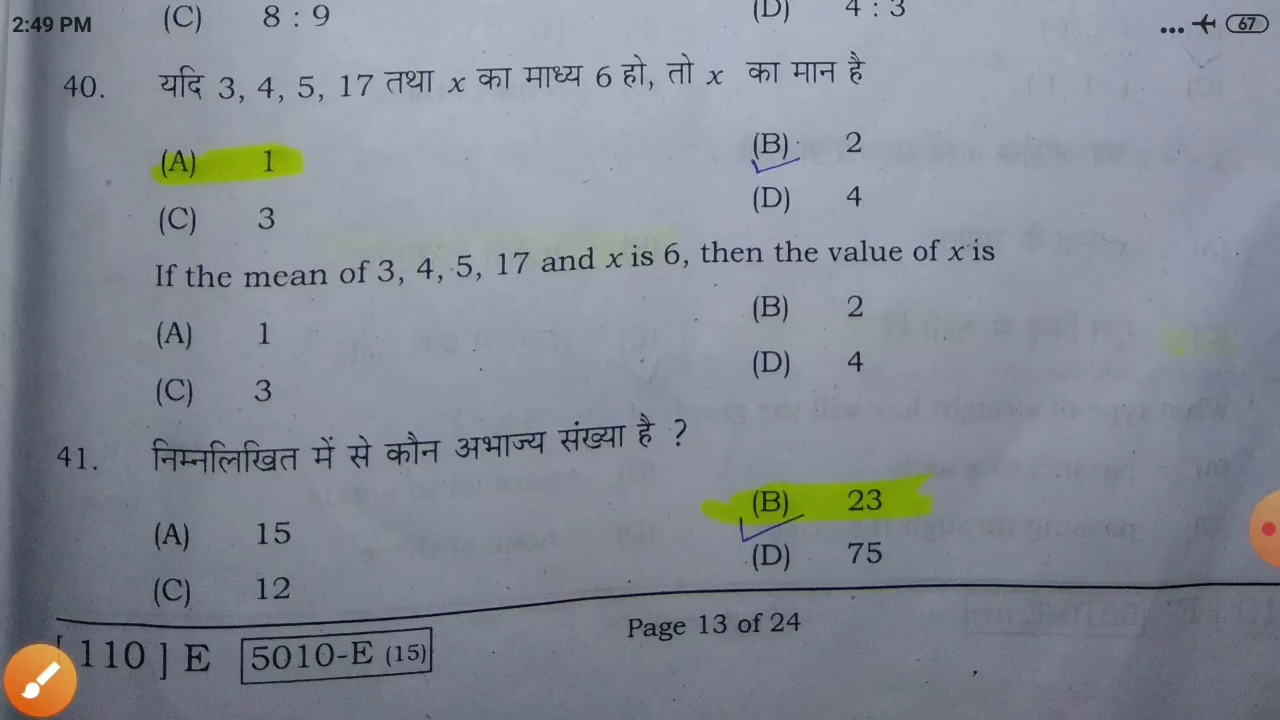 2:49 PM
67
(C) 8 : 9 (D) 4 : 3
40. यदि 3, 4, 5, 17 तथा x का माध्य 6 हो, तो x का मान है
(A) 1 (B) 2
(C) 3 (D) 4
If the mean of 3, 4, 5, 17 and x is 6, then the value of x is
(A) 1 (B) 2
(C) 3 (D) 4
41. निम्नलिखित में से कौन अभाज्य संख्या है ?
(A) 15 (B) 23
(C) 12 (D) 75
[ 110 ] E 5010-E (15) Page 13 of 24